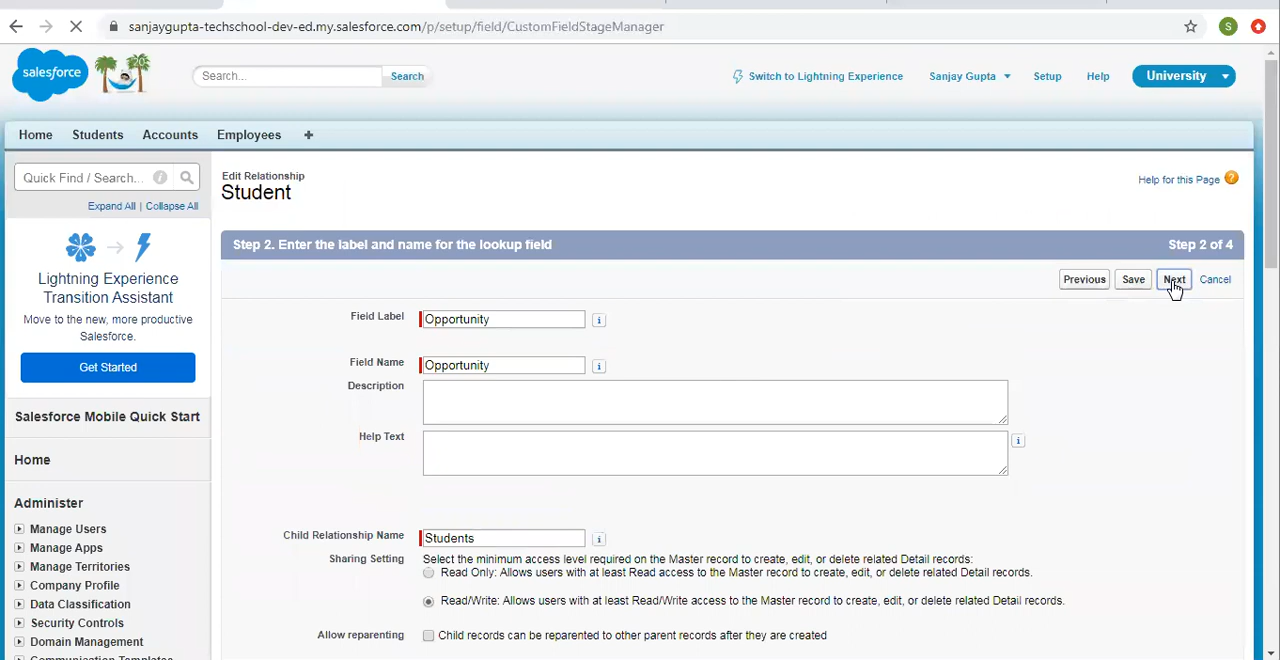 sanjaygupta-techschool-dev-ed.my.salesforce.com/p/setup/field/CustomFieldStageManager
S
salesforce
Search...
Search
Switch to Lightning Experience
Sanjay Gupta
Setup
Help
University
Home
Students
Accounts
Employees
+
Quick Find / Search...
Expand All | Collapse All
Lightning Experience
Transition Assistant
Move to the new, more productive
Salesforce.
Get Started
Salesforce Mobile Quick Start
Home
Administer
Manage Users
Manage Apps
Manage Territories
Company Profile
Data Classification
Security Controls
Domain Management
Communication Templates
Edit Relationship
Student
Help for this Page ?
Step 2. Enter the label and name for the lookup field
Step 2 of 4
Previous
Save
Next
Cancel
Field Label
Opportunity
i
Field Name
Opportunity
i
Description
Help Text
i
Child Relationship Name
Students
i
Sharing Setting
Select the minimum access level required on the Master record to create, edit, or delete related Detail records:
Read Only: Allows users with at least Read access to the Master record to create, edit, or delete related Detail records.
Read/Write: Allows users with at least Read/Write access to the Master record to create, edit, or delete related Detail records.
Allow reparenting
Child records can be reparented to other parent records after they are created